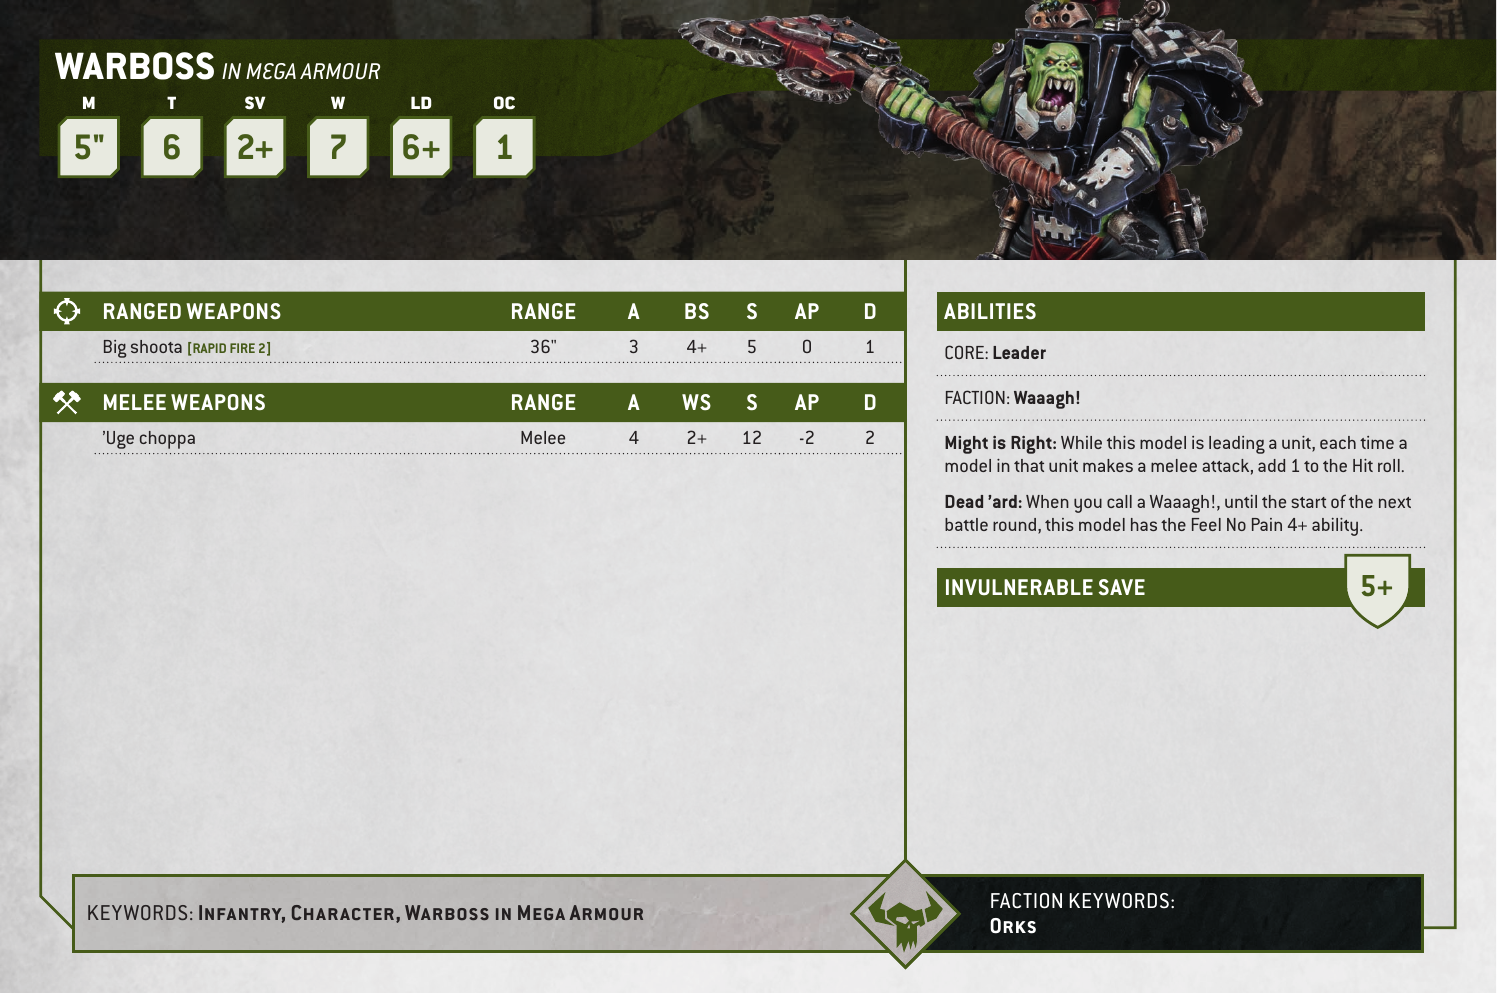 WARBOSS IN MEGA ARMOUR
M T SV W LD OC
5" 6 2+ 7 6+ 1
RANGED WEAPONS RANGE A BS S AP D
Big shoota [RAPID FIRE 2] 36" 3 4+ 5 0 1
MELEE WEAPONS RANGE A WS S AP D
’Uge choppa Melee 4 2+ 12 -2 2
ABILITIES
CORE: Leader
FACTION: Waaagh!
Might is Right: While this model is leading a unit, each time a
model in that unit makes a melee attack, add 1 to the Hit roll.
Dead ’ard: When you call a Waaagh!, until the start of the next
battle round, this model has the Feel No Pain 4+ ability.
INVULNERABLE SAVE 5+
KEYWORDS: INFANTRY, CHARACTER, WARBOSS IN MEGA ARMOUR
FACTION KEYWORDS:
ORKS